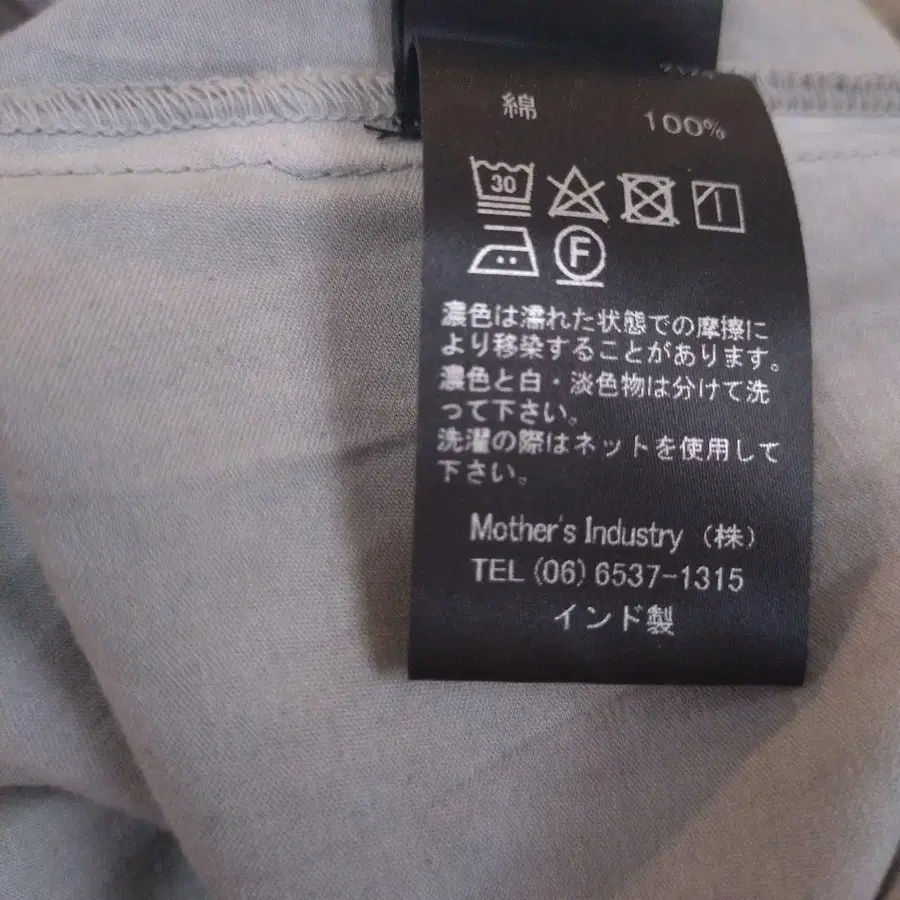 綿 100%
30
F
濃色は濡れた状態での摩擦に
より移染することがあります。
濃色と白・淡色物は分けて洗
って下さい。
洗濯の際はネットを使用して
下さい。
Mother's Industry (株)
TEL (06) 6537-1315
インド製